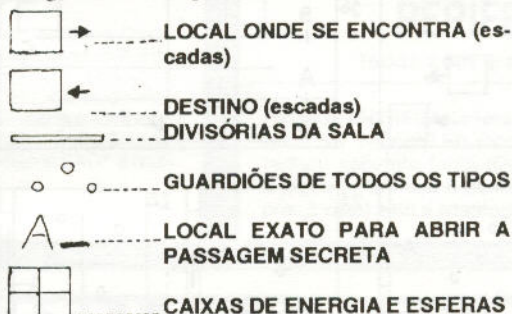 LOCAL ONDE SE ENCONTRA (es-
cadas)
DESTINO (escadas)
DIVISÓRIAS DA SALA
GUARDIÕES DE TODOS OS TIPOS
A
LOCAL EXATO PARA ABRIR A
PASSAGEM SECRETA
CAIXAS DE ENERGIA E ESFERAS